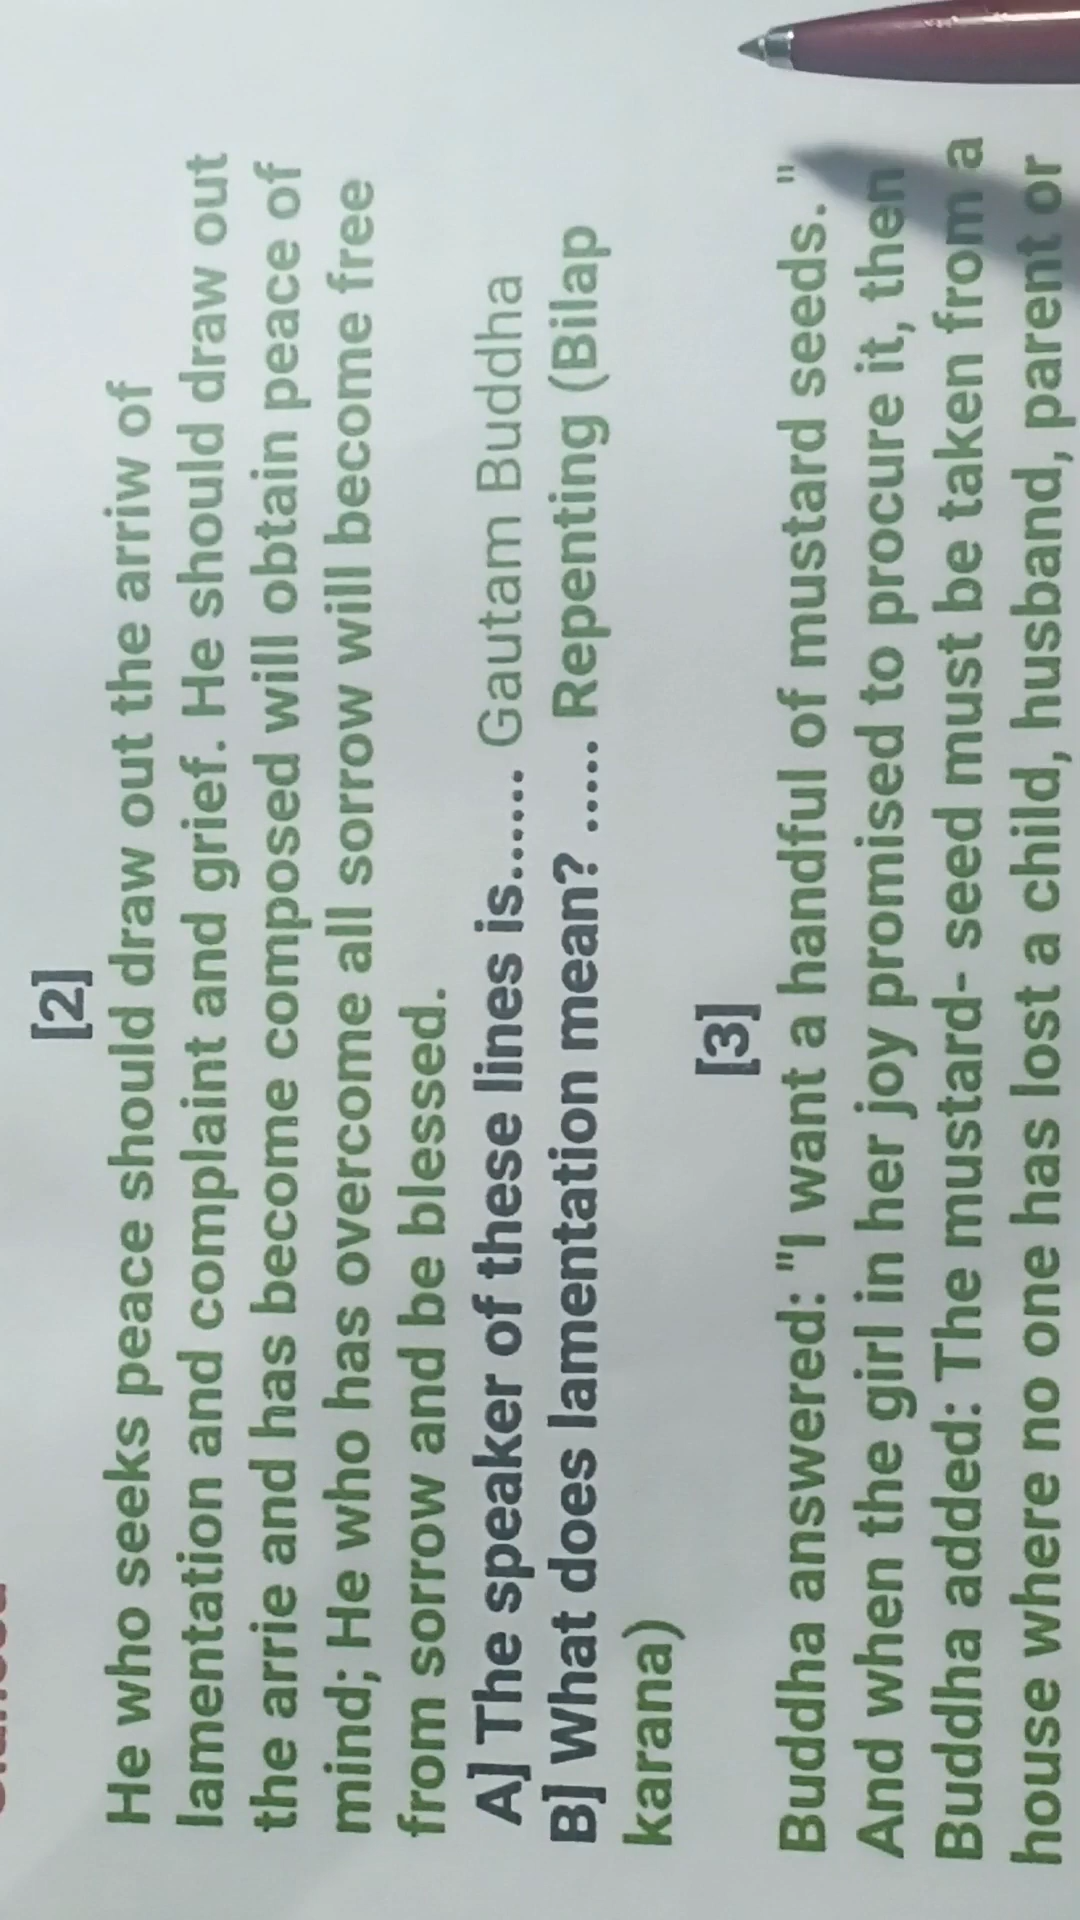 [2]
He who seeks peace should draw out the arriw of
lamentation and complaint and grief. He should draw out
the arrie and has become composed will obtain peace of
mind; He who has overcome all sorrow will become free
from sorrow and be blessed.
A] The speaker of these lines is...... Gautam Buddha
B] What does lamentation mean? ..... Repenting (Bilap
karana)
[3]
Buddha answered: "I want a handful of mustard seeds. "
And when the girl in her joy promised to procure it, then
Buddha added: The mustard- seed must be taken from a
house where no one has lost a child, husband, parent or